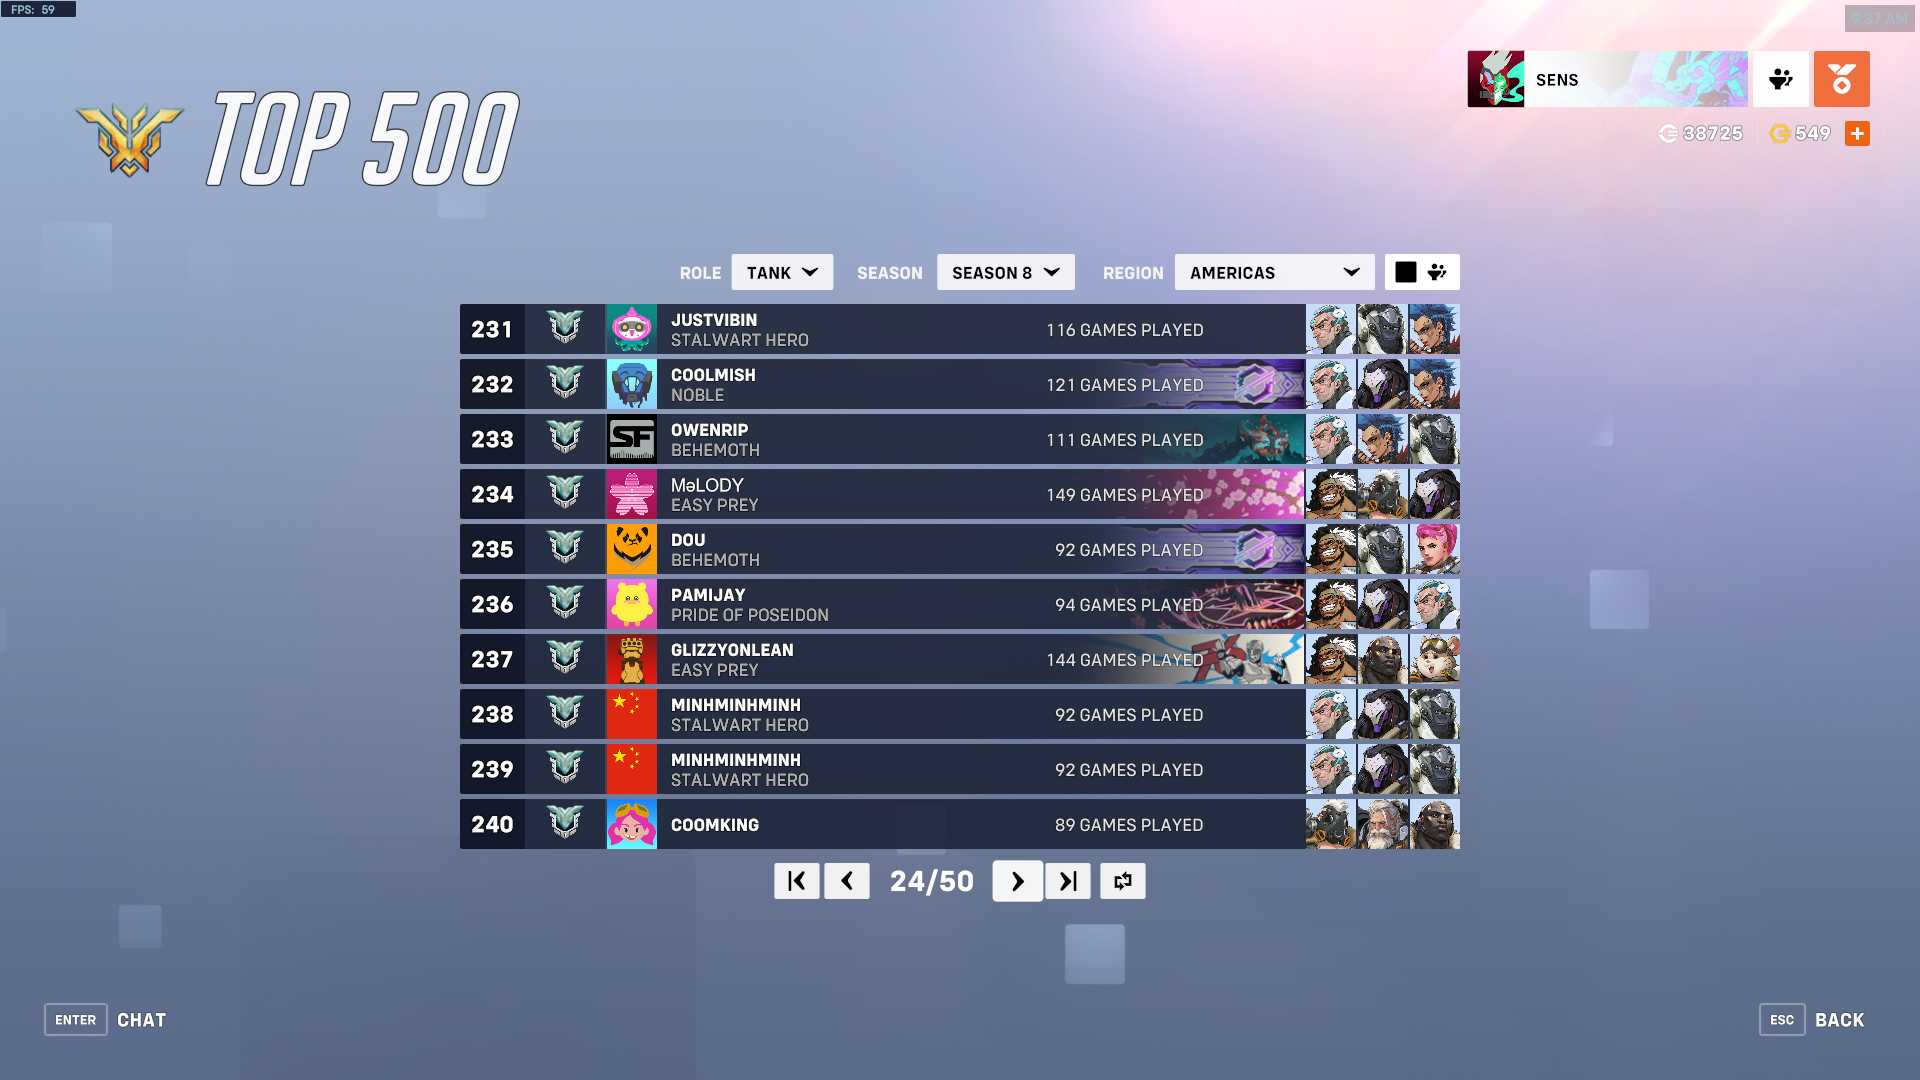 FPS: 59
9:37 AM
SENS
38725
549
TOP 500
ROLE TANK SEASON SEASON 8 REGION AMERICAS
231 JUSTVIBIN 116 GAMES PLAYED
STALWART HERO
232 COOLMISH 121 GAMES PLAYED
NOBLE
233 SF OWENRIP 111 GAMES PLAYED
BEHEMOTH
234 MəLODY 149 GAMES PLAYED
EASY PREY
235 DOU 92 GAMES PLAYED
BEHEMOTH
236 PAMIJAY 94 GAMES PLAYED
PRIDE OF POSEIDON
237 GLIZZYONLEAN 144 GAMES PLAYED
EASY PREY
238 MINHMINHMINH 92 GAMES PLAYED
STALWART HERO
239 MINHMINHMINH 92 GAMES PLAYED
STALWART HERO
240 COOMKING 89 GAMES PLAYED
24/50
ENTER CHAT
ESC BACK